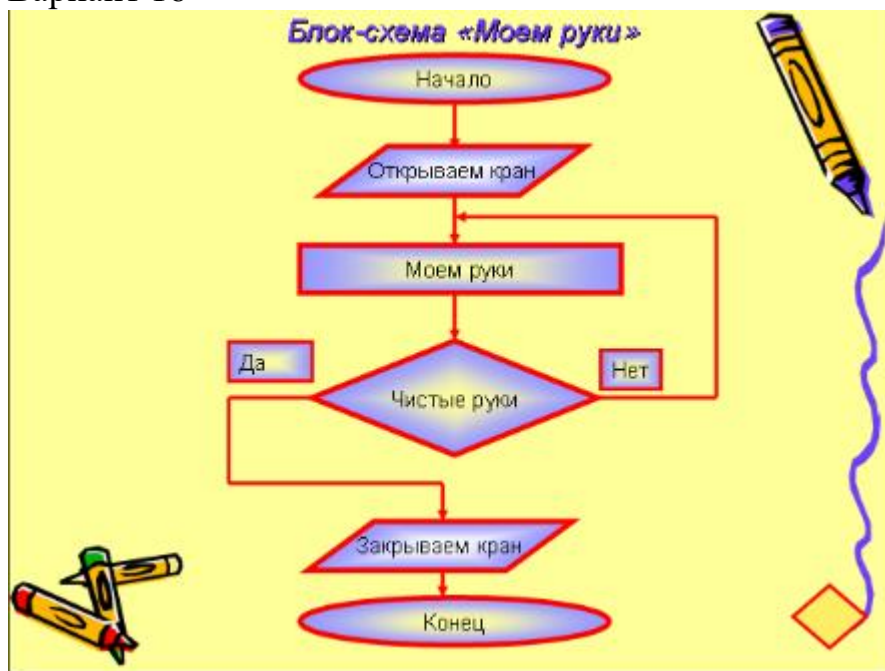 Блок-схема «Моем руки»
Начало
Открываем кран
Моем руки
Да
Нет
Чистые руки
Закрываем кран
Конец